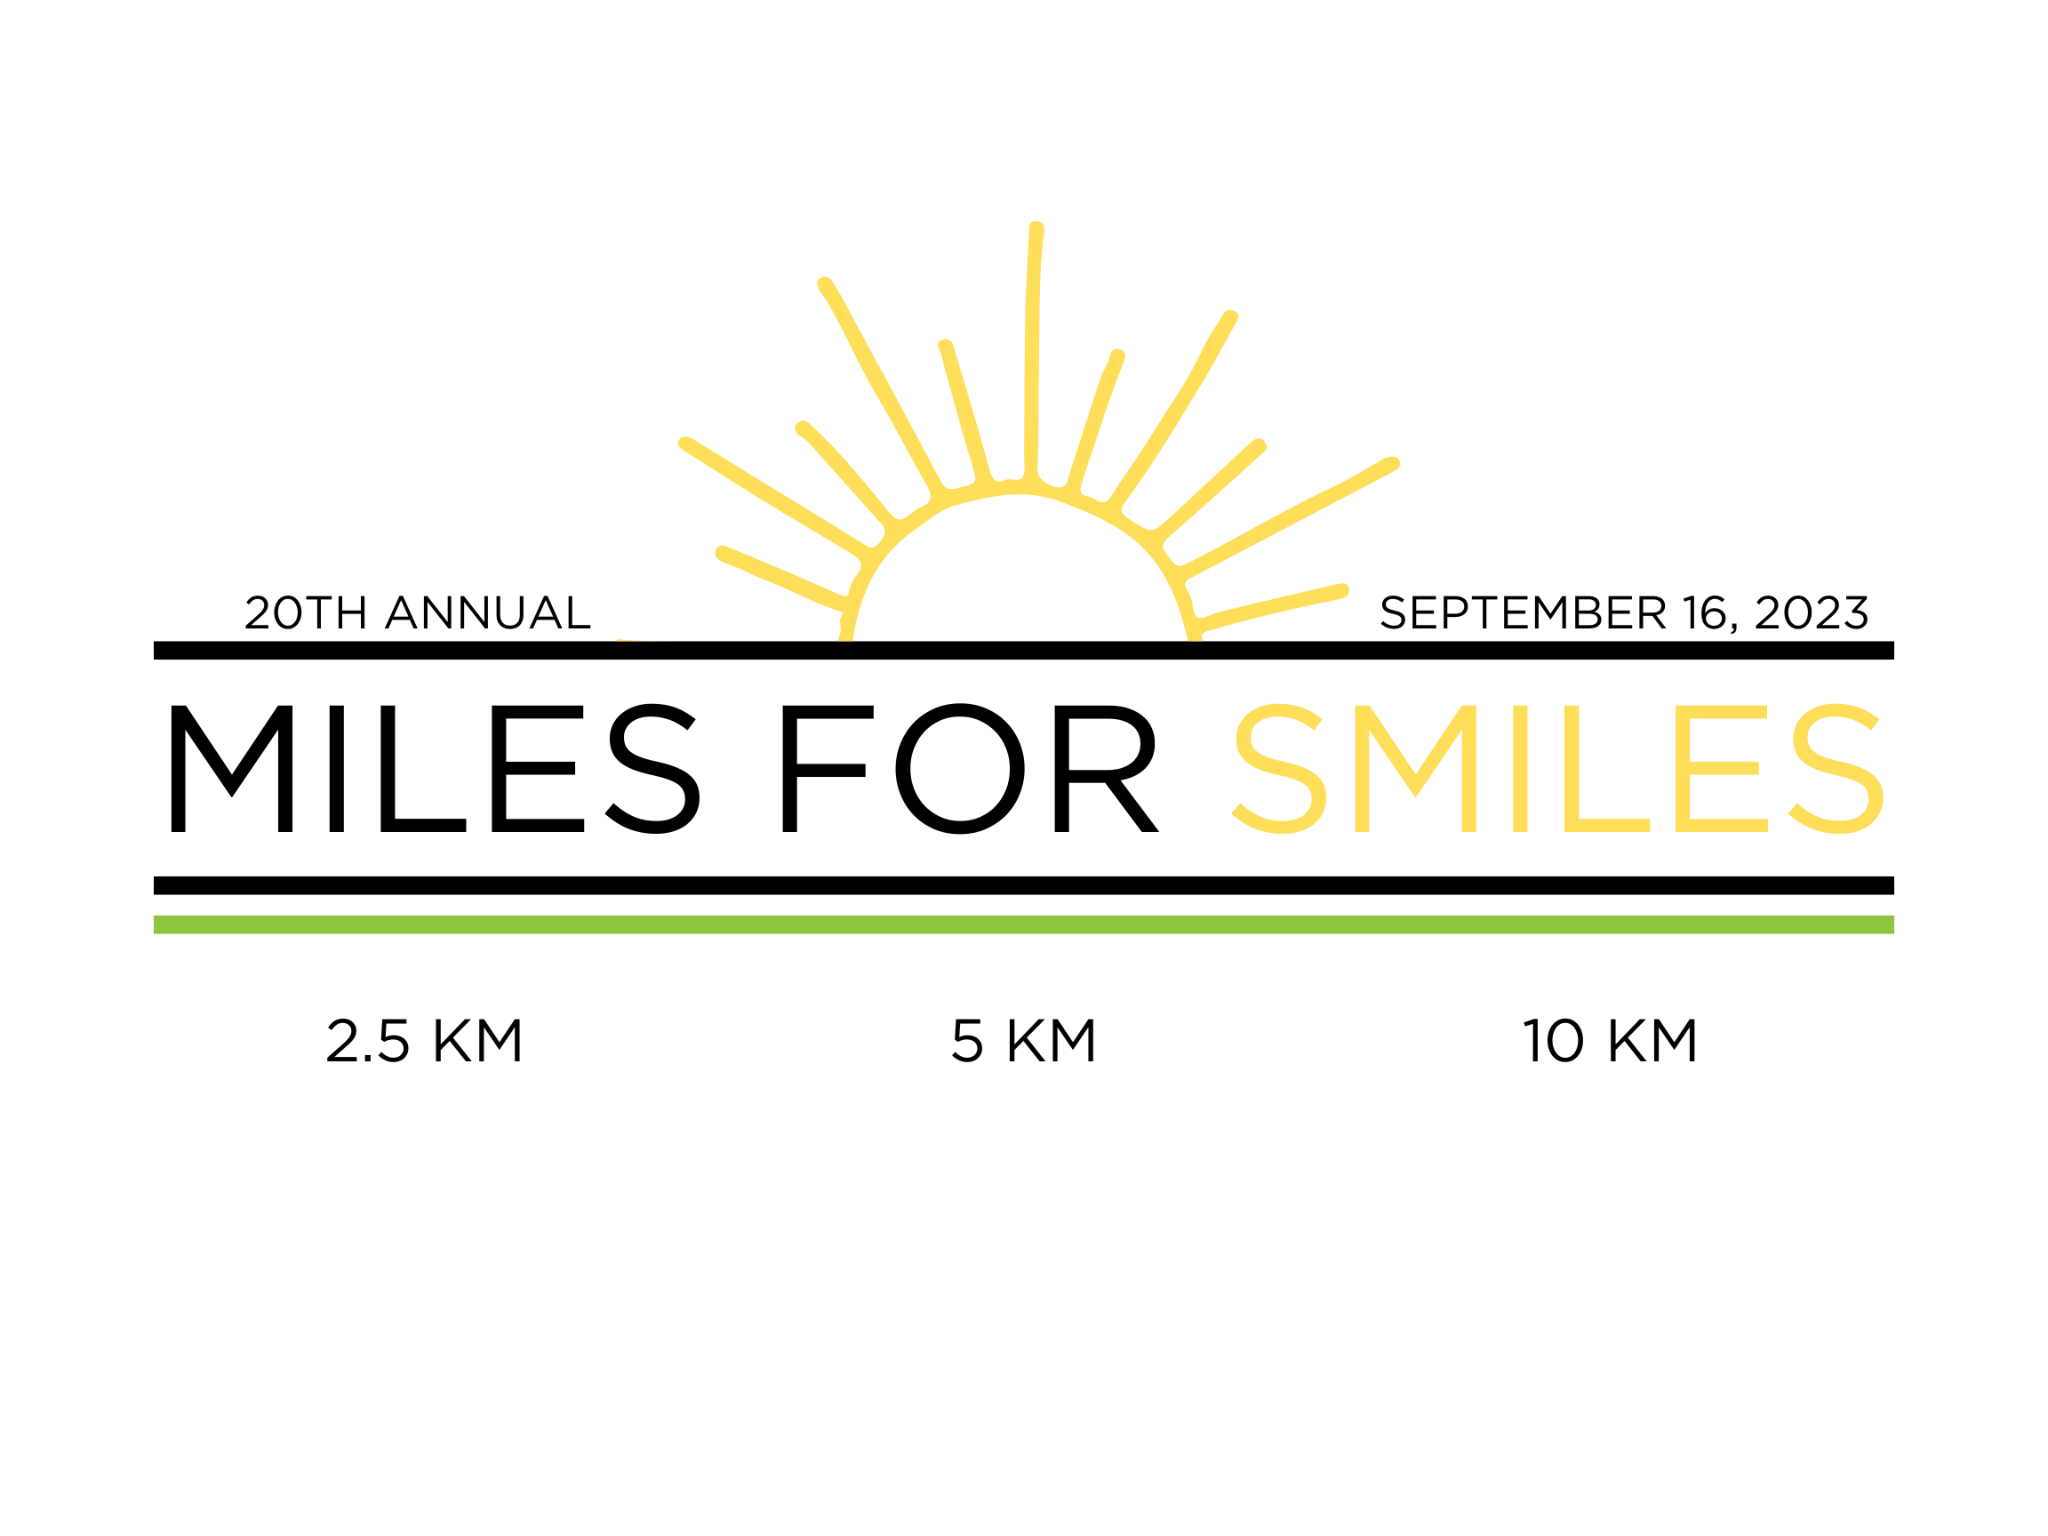 20TH ANNUAL
SEPTEMBER 16, 2023
MILES FOR SMILES
2.5 KM
5 KM
10 KM